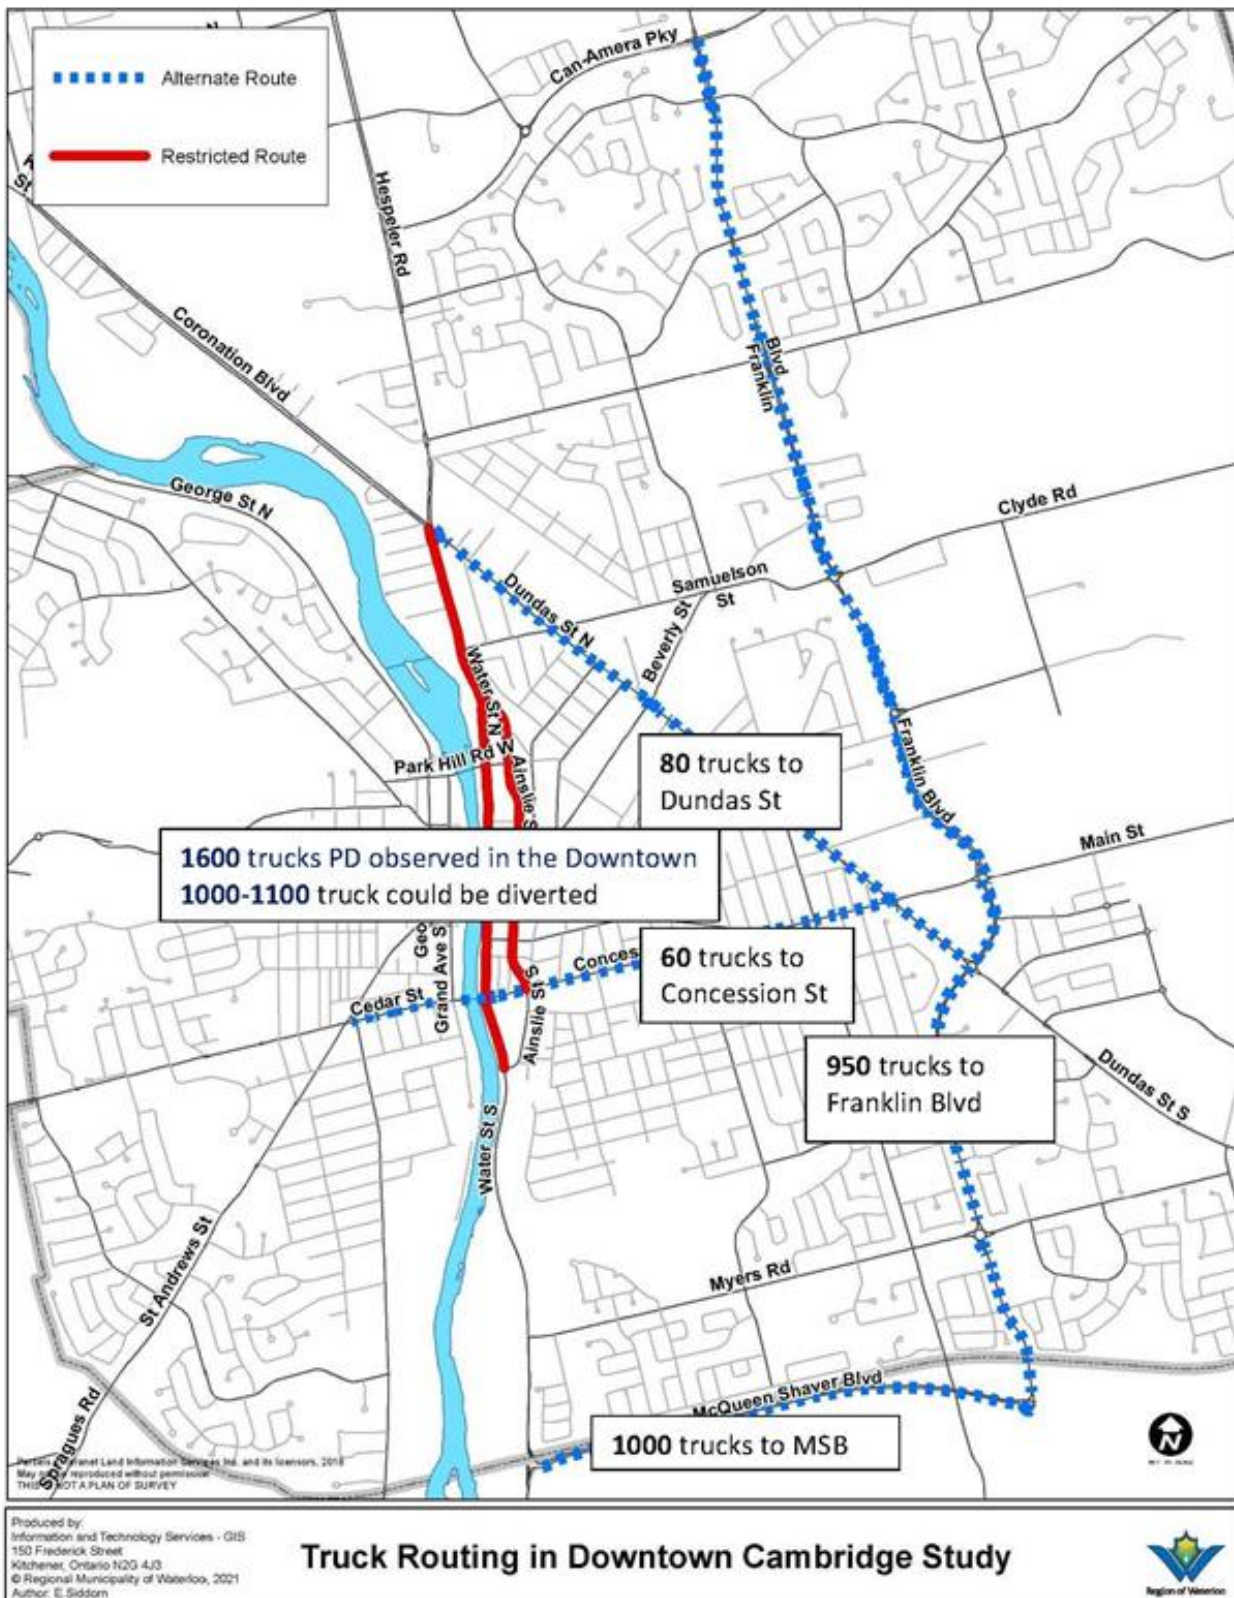 Alternate Route
Restricted Route
Can-Amera Pky
Hespeler Rd
Coronation Blvd
Blvd
Franklin
George St N
Clyde Rd
Samuelson
St
Dundas St N
Beverly St
Water St N
Park Hill Rd W
Ainslie S
Franklin Blvd
80 trucks to
Dundas St
Main St
1600 trucks PD observed in the Downtown
1000-1100 truck could be diverted
Geo
Grand Ave S
Conces
60 trucks to
Concession St
Cedar St
Ainslie St S
950 trucks to
Franklin Blvd
Dundas St S
Water St S
St Andrews St
Myers Rd
McQueen Shaver Blvd
1000 trucks to MSB
Spragues Rd
N
THIS IS NOT A PLAN OF SURVEY
Produced by:
Information and Technology Services - GIS
150 Frederick Street
Kitchener, Ontario N2G 4J3
© Regional Municipality of Waterloo, 2021
Author: E.Siddorn
Truck Routing in Downtown Cambridge Study
Region of Waterloo